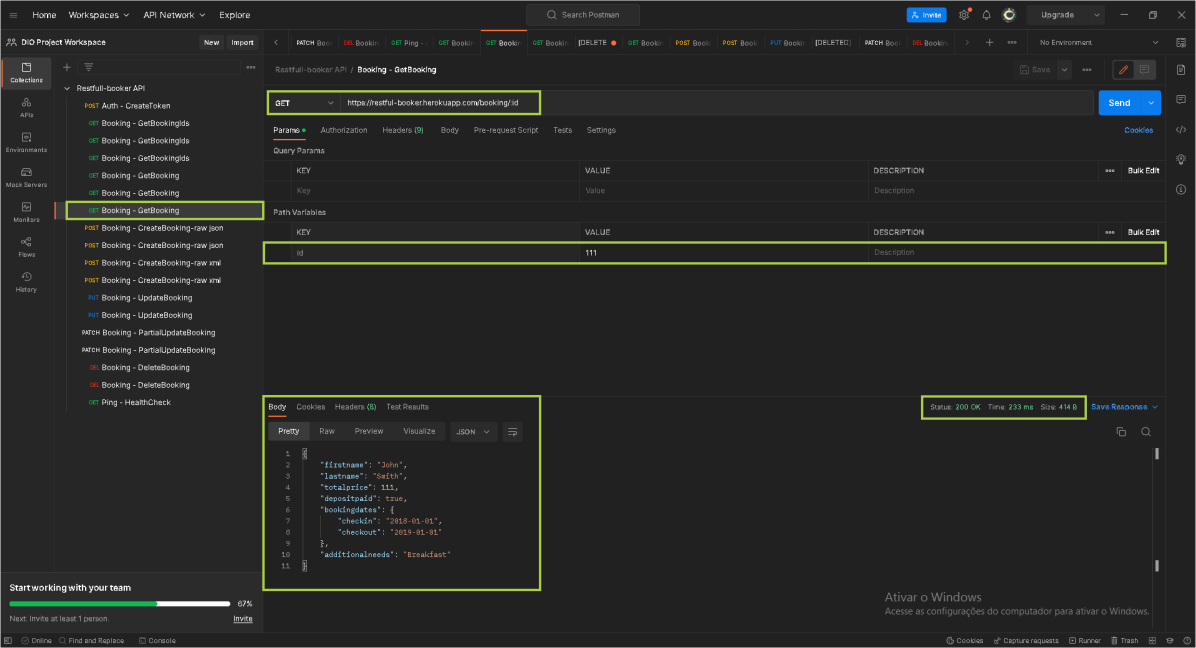 Home Workspaces API Network Explore Search Postman Invite Upgrade
DIO Project Workspace New Import
PATCH Boo DEL Bookin GET Ping - GET Bookin GET Bookin GET Bookin [DELETE GET Bookin POST Book POST Book PUT Book [DELETED] PATCH Boo DEL Bookin No Environment
Restfull-booker API / Booking - GetBooking Save
Collections
APIs
Environments
Mock Servers
Monitors
Flows
History
Restfull-booker API
POST Auth - CreateToken
GET Booking - GetBookingIds
GET Booking - GetBookingIds
GET Booking - GetBookingIds
GET Booking - GetBooking
GET Booking - GetBooking
GET Booking - GetBooking
POST Booking - CreateBooking-raw json
POST Booking - CreateBooking-raw json
POST Booking - CreateBooking-raw xml
POST Booking - CreateBooking-raw xml
PUT Booking - UpdateBooking
PUT Booking - UpdateBooking
PATCH Booking - PartialUpdateBooking
PATCH Booking - PartialUpdateBooking
DEL Booking - DeleteBooking
DEL Booking - DeleteBooking
GET Ping - HealthCheck
GET https://restful-booker.herokuapp.com/booking/:id Send
Params Authorization Headers (9) Body Pre-request Script Tests Settings Cookies
Query Params
KEY VALUE DESCRIPTION Bulk Edit
Key Value Description
Path Variables
KEY VALUE DESCRIPTION Bulk Edit
id 111 Description
Body Cookies Headers (8) Test Results Status: 200 OK Time: 233 ms Size: 414 B Save Response
Pretty Raw Preview Visualize JSON
1 {
2 "firstname": "John",
3 "lastname": "Smith",
4 "totalprice": 111,
5 "depositpaid": true,
6 "bookingdates": {
7 "checkin": "2018-01-01",
8 "checkout": "2019-01-01"
9 },
10 "additionalneeds": "Breakfast"
11 }
Start working with your team
67%
Next: Invite at least 1 person. Invite
Ativar o Windows
Acesse as configurações do computador para ativar o Windows.
Online Find and Replace Console Cookies Capture requests Runner Trash